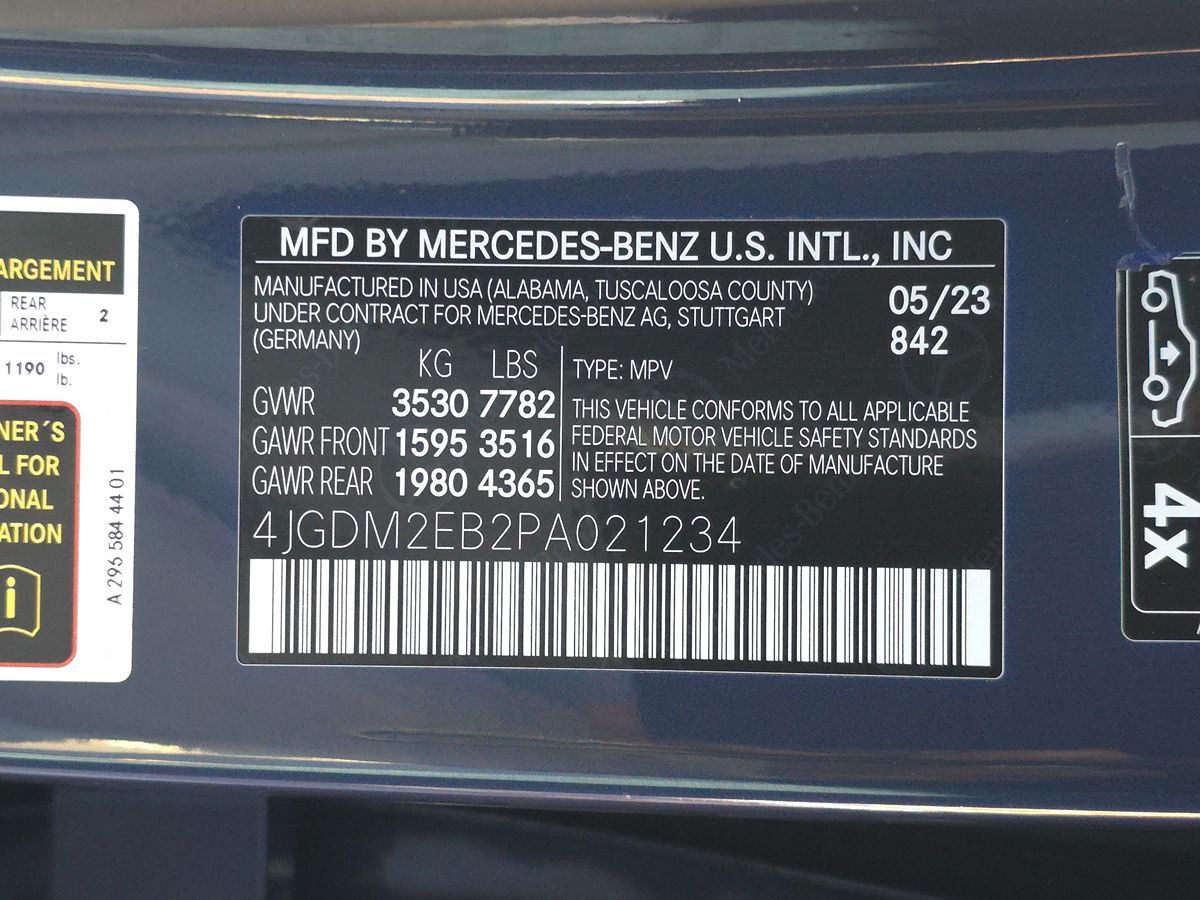 ARGEMENT
REAR
ARRIÈRE 2
1190 lbs.
lb.
NER´S
L FOR
ONAL
ATION
i
A 296 584 44 01
MFD BY MERCEDES-BENZ U.S. INTL., INC
MANUFACTURED IN USA (ALABAMA, TUSCALOOSA COUNTY)
UNDER CONTRACT FOR MERCEDES-BENZ AG, STUTTGART
(GERMANY)
05/23
842
KG LBS
GVWR 3530 7782
GAWR FRONT 1595 3516
GAWR REAR 1980 4365
TYPE: MPV
THIS VEHICLE CONFORMS TO ALL APPLICABLE
FEDERAL MOTOR VEHICLE SAFETY STANDARDS
IN EFFECT ON THE DATE OF MANUFACTURE
SHOWN ABOVE.
4JGDM2EB2PA021234
4x